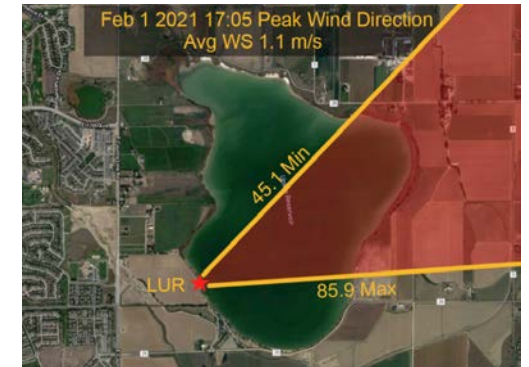 Feb 1 2021 17:05 Peak Wind Direction
Avg WS 1.1 m/s
45.1 Min
Reservoir
LUR
85.9 Max